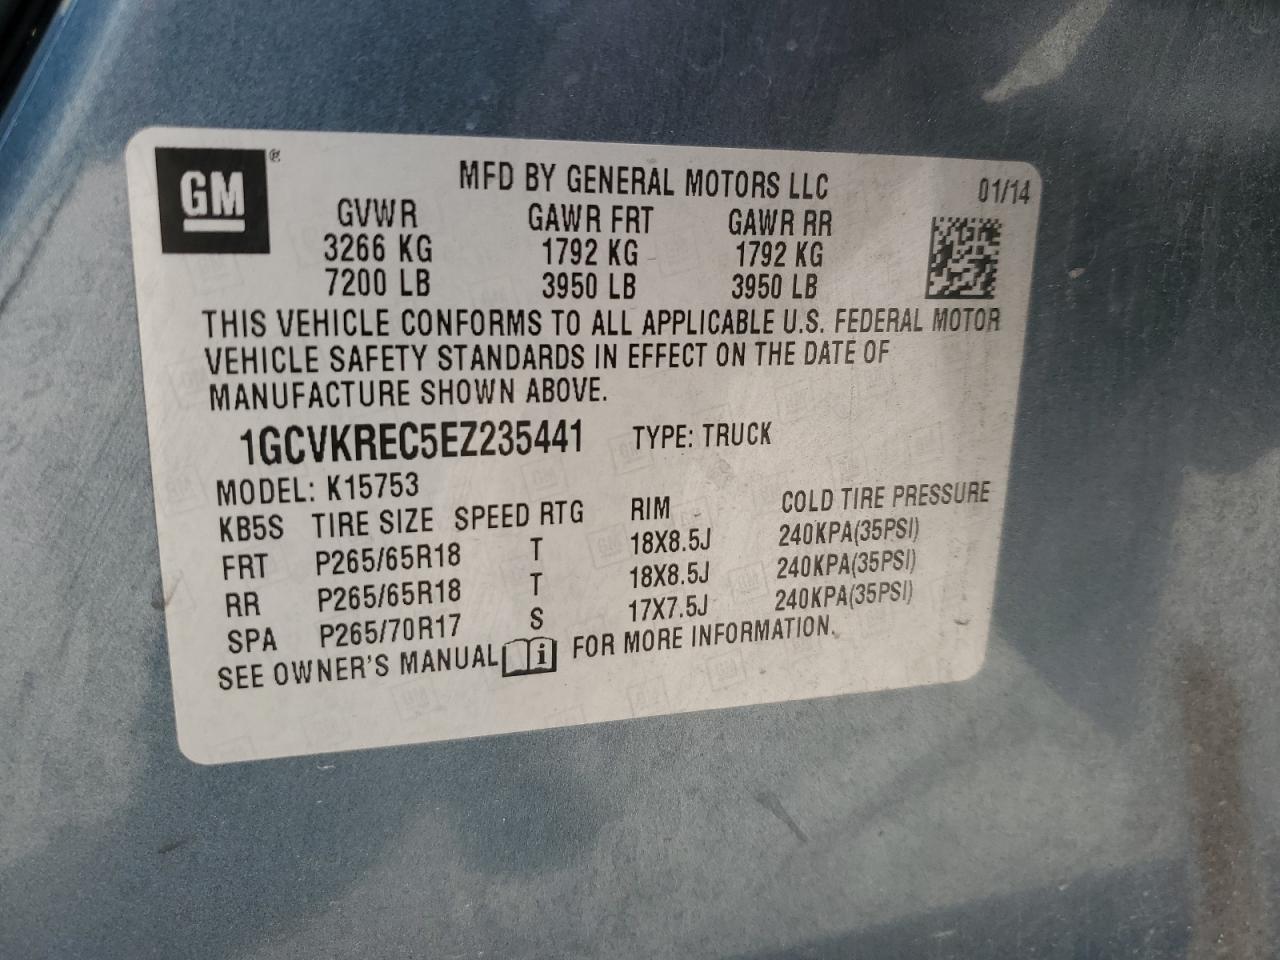 GM®
MFD BY GENERAL MOTORS LLC 01/14
GVWR GAWR FRT GAWR RR
3266 KG 1792 KG 1792 KG
7200 LB 3950 LB 3950 LB
THIS VEHICLE CONFORMS TO ALL APPLICABLE U.S. FEDERAL MOTOR
VEHICLE SAFETY STANDARDS IN EFFECT ON THE DATE OF
MANUFACTURE SHOWN ABOVE.
1GCVKREC5EZ235441 TYPE: TRUCK
MODEL: K15753
KB5S TIRE SIZE SPEED RTG RIM COLD TIRE PRESSURE
FRT P265/65R18 T 18X8.5J 240KPA(35PSI)
RR P265/65R18 T 18X8.5J 240KPA(35PSI)
SPA P265/70R17 S 17X7.5J 240KPA(35PSI)
SEE OWNER'S MANUAL i FOR MORE INFORMATION.